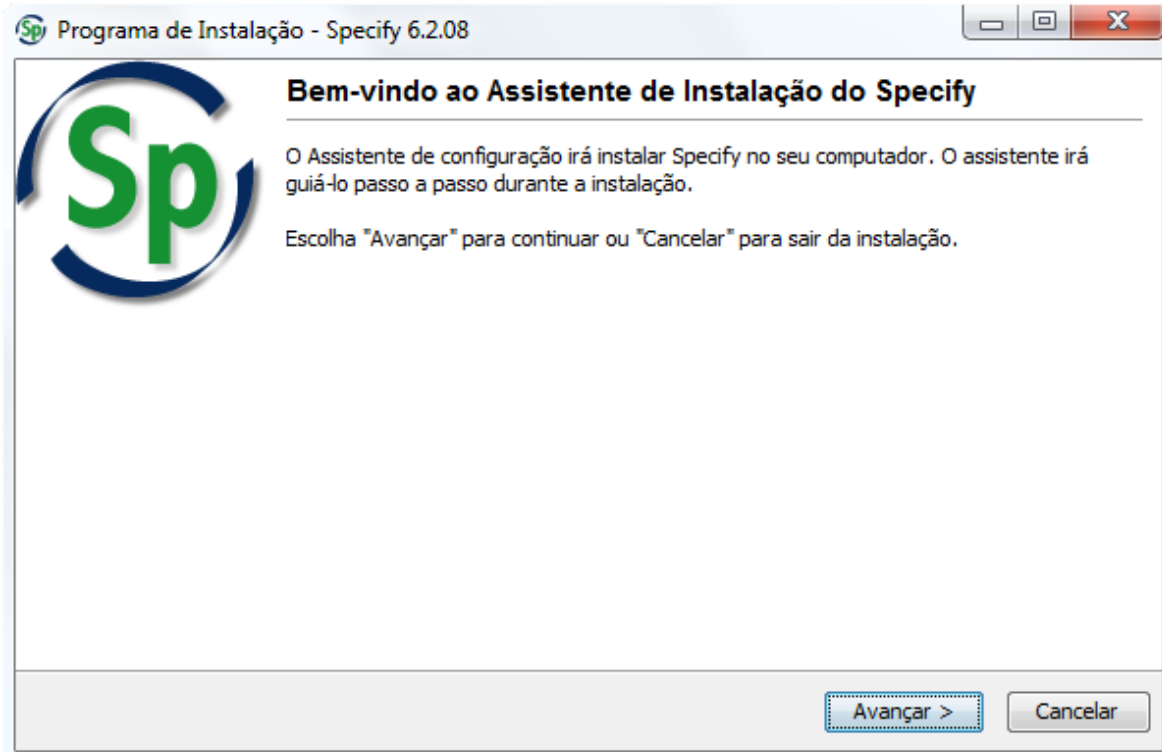 Sp Programa de Instalação - Specify 6.2.08
Sp
Bem-vindo ao Assistente de Instalação do Specify
O Assistente de configuração irá instalar Specify no seu computador. O assistente irá
guiá-lo passo a passo durante a instalação.
Escolha "Avançar" para continuar ou "Cancelar" para sair da instalação.
Avançar > Cancelar